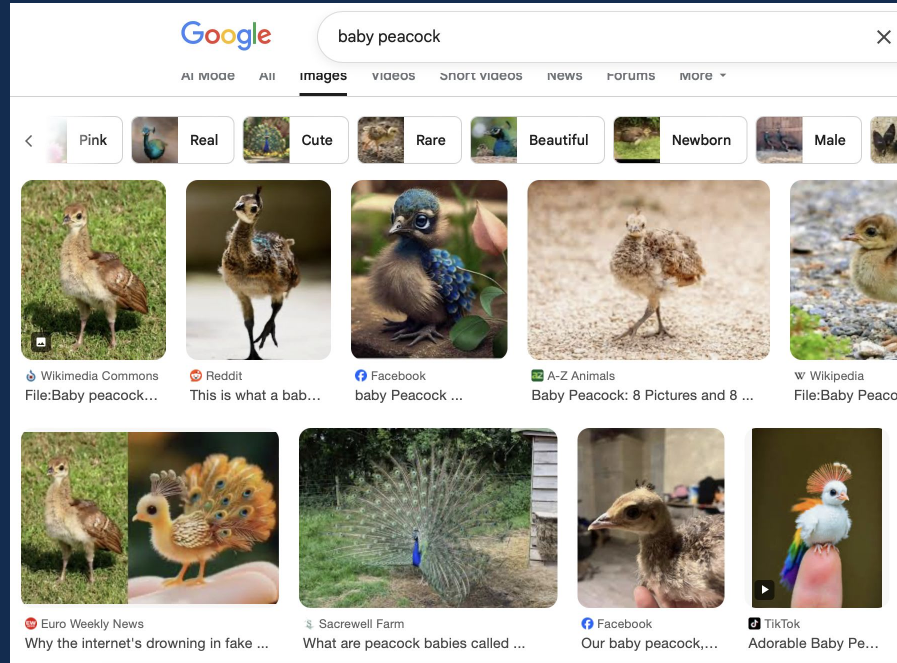 Google
baby peacock
AI Mode All Images Videos Short videos News Forums More
Pink Real Cute Rare Beautiful Newborn Male
Wikimedia Commons
File:Baby peacock...
Reddit
This is what a bab...
Facebook
baby Peacock ...
az A-Z Animals
Baby Peacock: 8 Pictures and 8 ...
W Wikipedia
File:Baby Peaco
Euro Weekly News
Why the internet's drowning in fake ...
Sacrewell Farm
What are peacock babies called ...
Facebook
Our baby peacock,...
TikTok
Adorable Baby Pe...